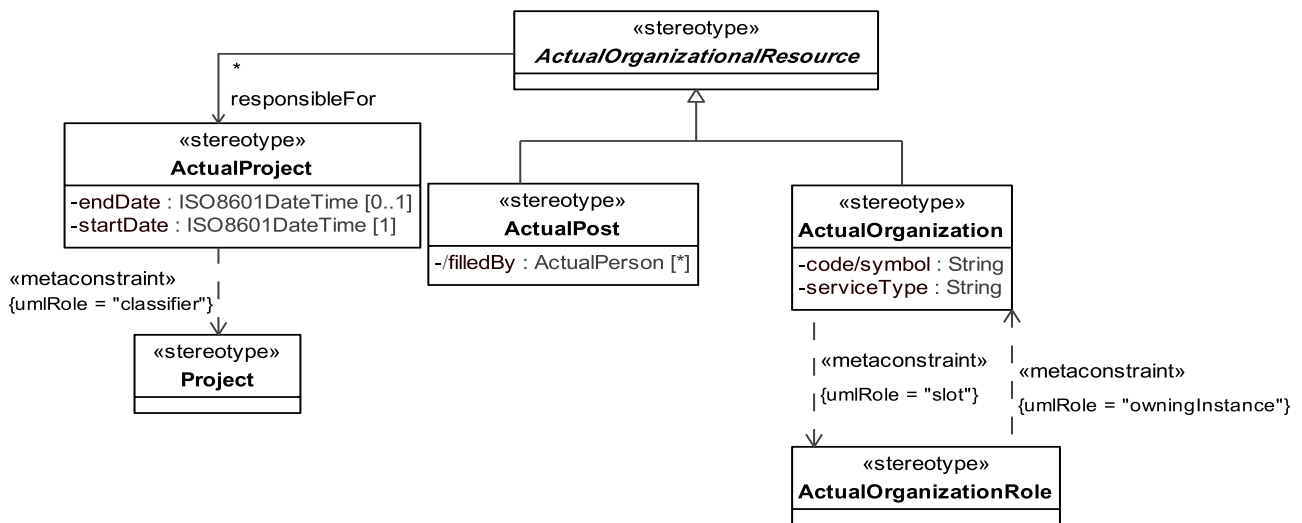 «stereotype»
ActualOrganizationalResource
*
responsibleFor
«stereotype»
ActualProject
-endDate : ISO8601DateTime [0..1]
-startDate : ISO8601DateTime [1]
«stereotype»
ActualPost
-/filledBy : ActualPerson [*]
«stereotype»
ActualOrganization
-code/symbol : String
-serviceType : String
«metaconstraint»
{umlRole = "classifier"}
«stereotype»
Project
«metaconstraint»
{umlRole = "slot"}
«metaconstraint»
{umlRole = "owningInstance"}
«stereotype»
ActualOrganizationRole